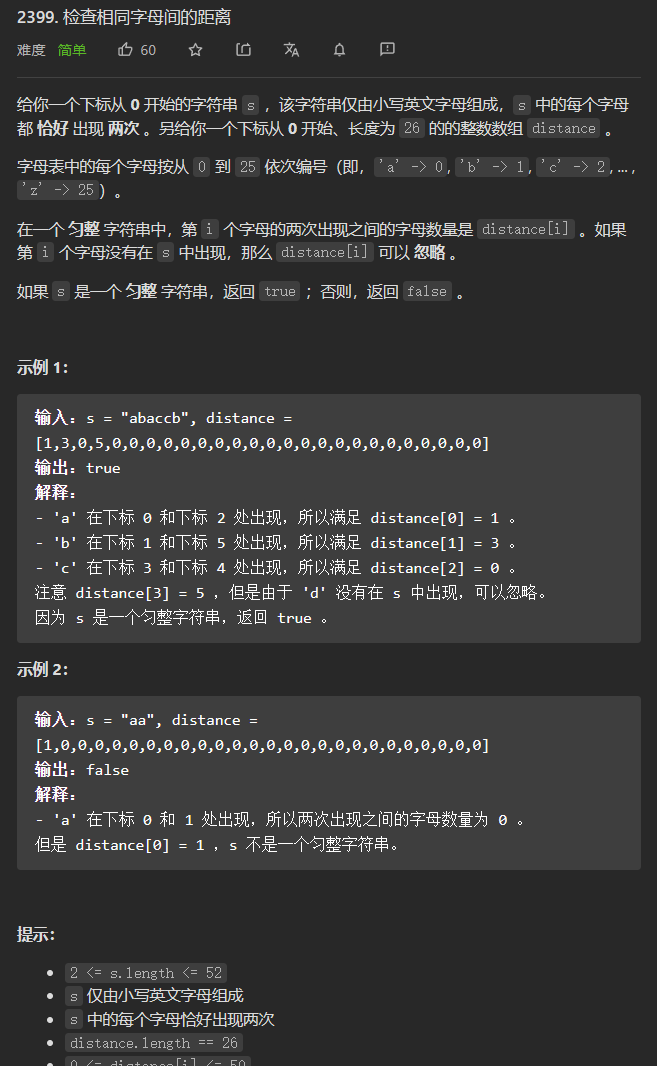 2399. 检查相同字母间的距离
难度 简单 60
给你一个下标从 0 开始的字符串 s ，该字符串仅由小写英文字母组成，s 中的每个字母
都 恰好 出现 两次 。另给你一个下标从 0 开始、长度为 26 的的整数数组 distance 。
字母表中的每个字母按从 0 到 25 依次编号（即，'a' -> 0, 'b' -> 1, 'c' -> 2, ... ,
'z' -> 25）。
在一个 匀整 字符串中，第 i 个字母的两次出现之间的字母数量是 distance[i] 。如果
第 i 个字母没有在 s 中出现，那么 distance[i] 可以 忽略 。
如果 s 是一个 匀整 字符串，返回 true ；否则，返回 false 。
示例 1：
输入：s = "abaccb", distance =
[1,3,0,5,0,0,0,0,0,0,0,0,0,0,0,0,0,0,0,0,0,0,0,0,0,0]
输出：true
解释：
- 'a' 在下标 0 和下标 2 处出现，所以满足 distance[0] = 1 。
- 'b' 在下标 1 和下标 5 处出现，所以满足 distance[1] = 3 。
- 'c' 在下标 3 和下标 4 处出现，所以满足 distance[2] = 0 。
注意 distance[3] = 5 ，但是由于 'd' 没有在 s 中出现，可以忽略。
因为 s 是一个匀整字符串，返回 true 。
示例 2：
输入：s = "aa", distance =
[1,0,0,0,0,0,0,0,0,0,0,0,0,0,0,0,0,0,0,0,0,0,0,0,0,0]
输出：false
解释：
- 'a' 在下标 0 和 1 处出现，所以两次出现之间的字母数量为 0 。
但是 distance[0] = 1 ，s 不是一个匀整字符串。
提示：
2 <= s.length <= 52
s 仅由小写英文字母组成
s 中的每个字母恰好出现两次
distance.length == 26
0 <= distance[i] <= 50